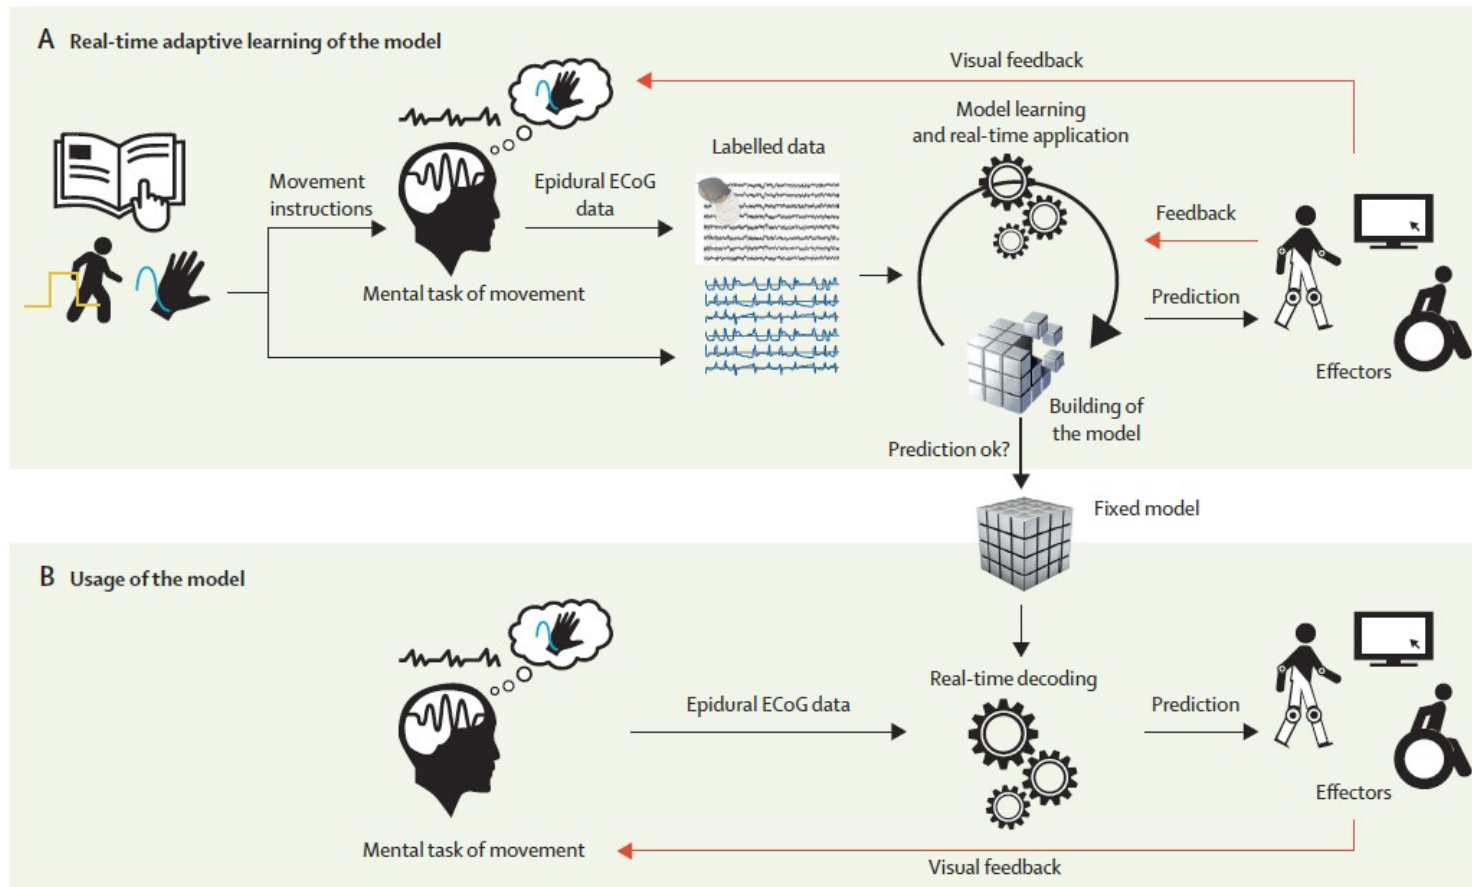 A Real-time adaptive learning of the model
Visual feedback
Model learning
and real-time application
Labelled data
Movement
instructions
Epidural ECoG
data
Feedback
Mental task of movement
Prediction
Effectors
Building of
the model
Prediction ok?
Fixed model
B Usage of the model
Real-time decoding
Epidural ECoG data
Prediction
Effectors
Mental task of movement
Visual feedback